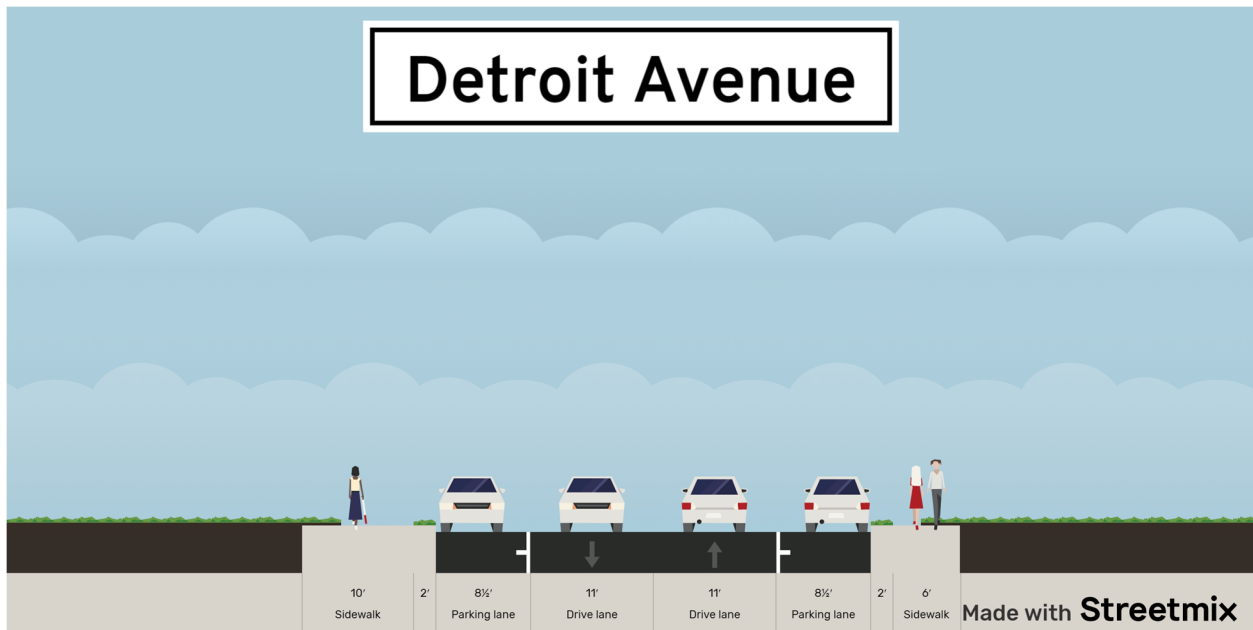 Detroit Avenue
10′ 2′ 8½′ 11′ 11′ 8½′ 2′ 6′
Sidewalk Parking lane Drive lane Drive lane Parking lane Sidewalk
Made with Streetmix